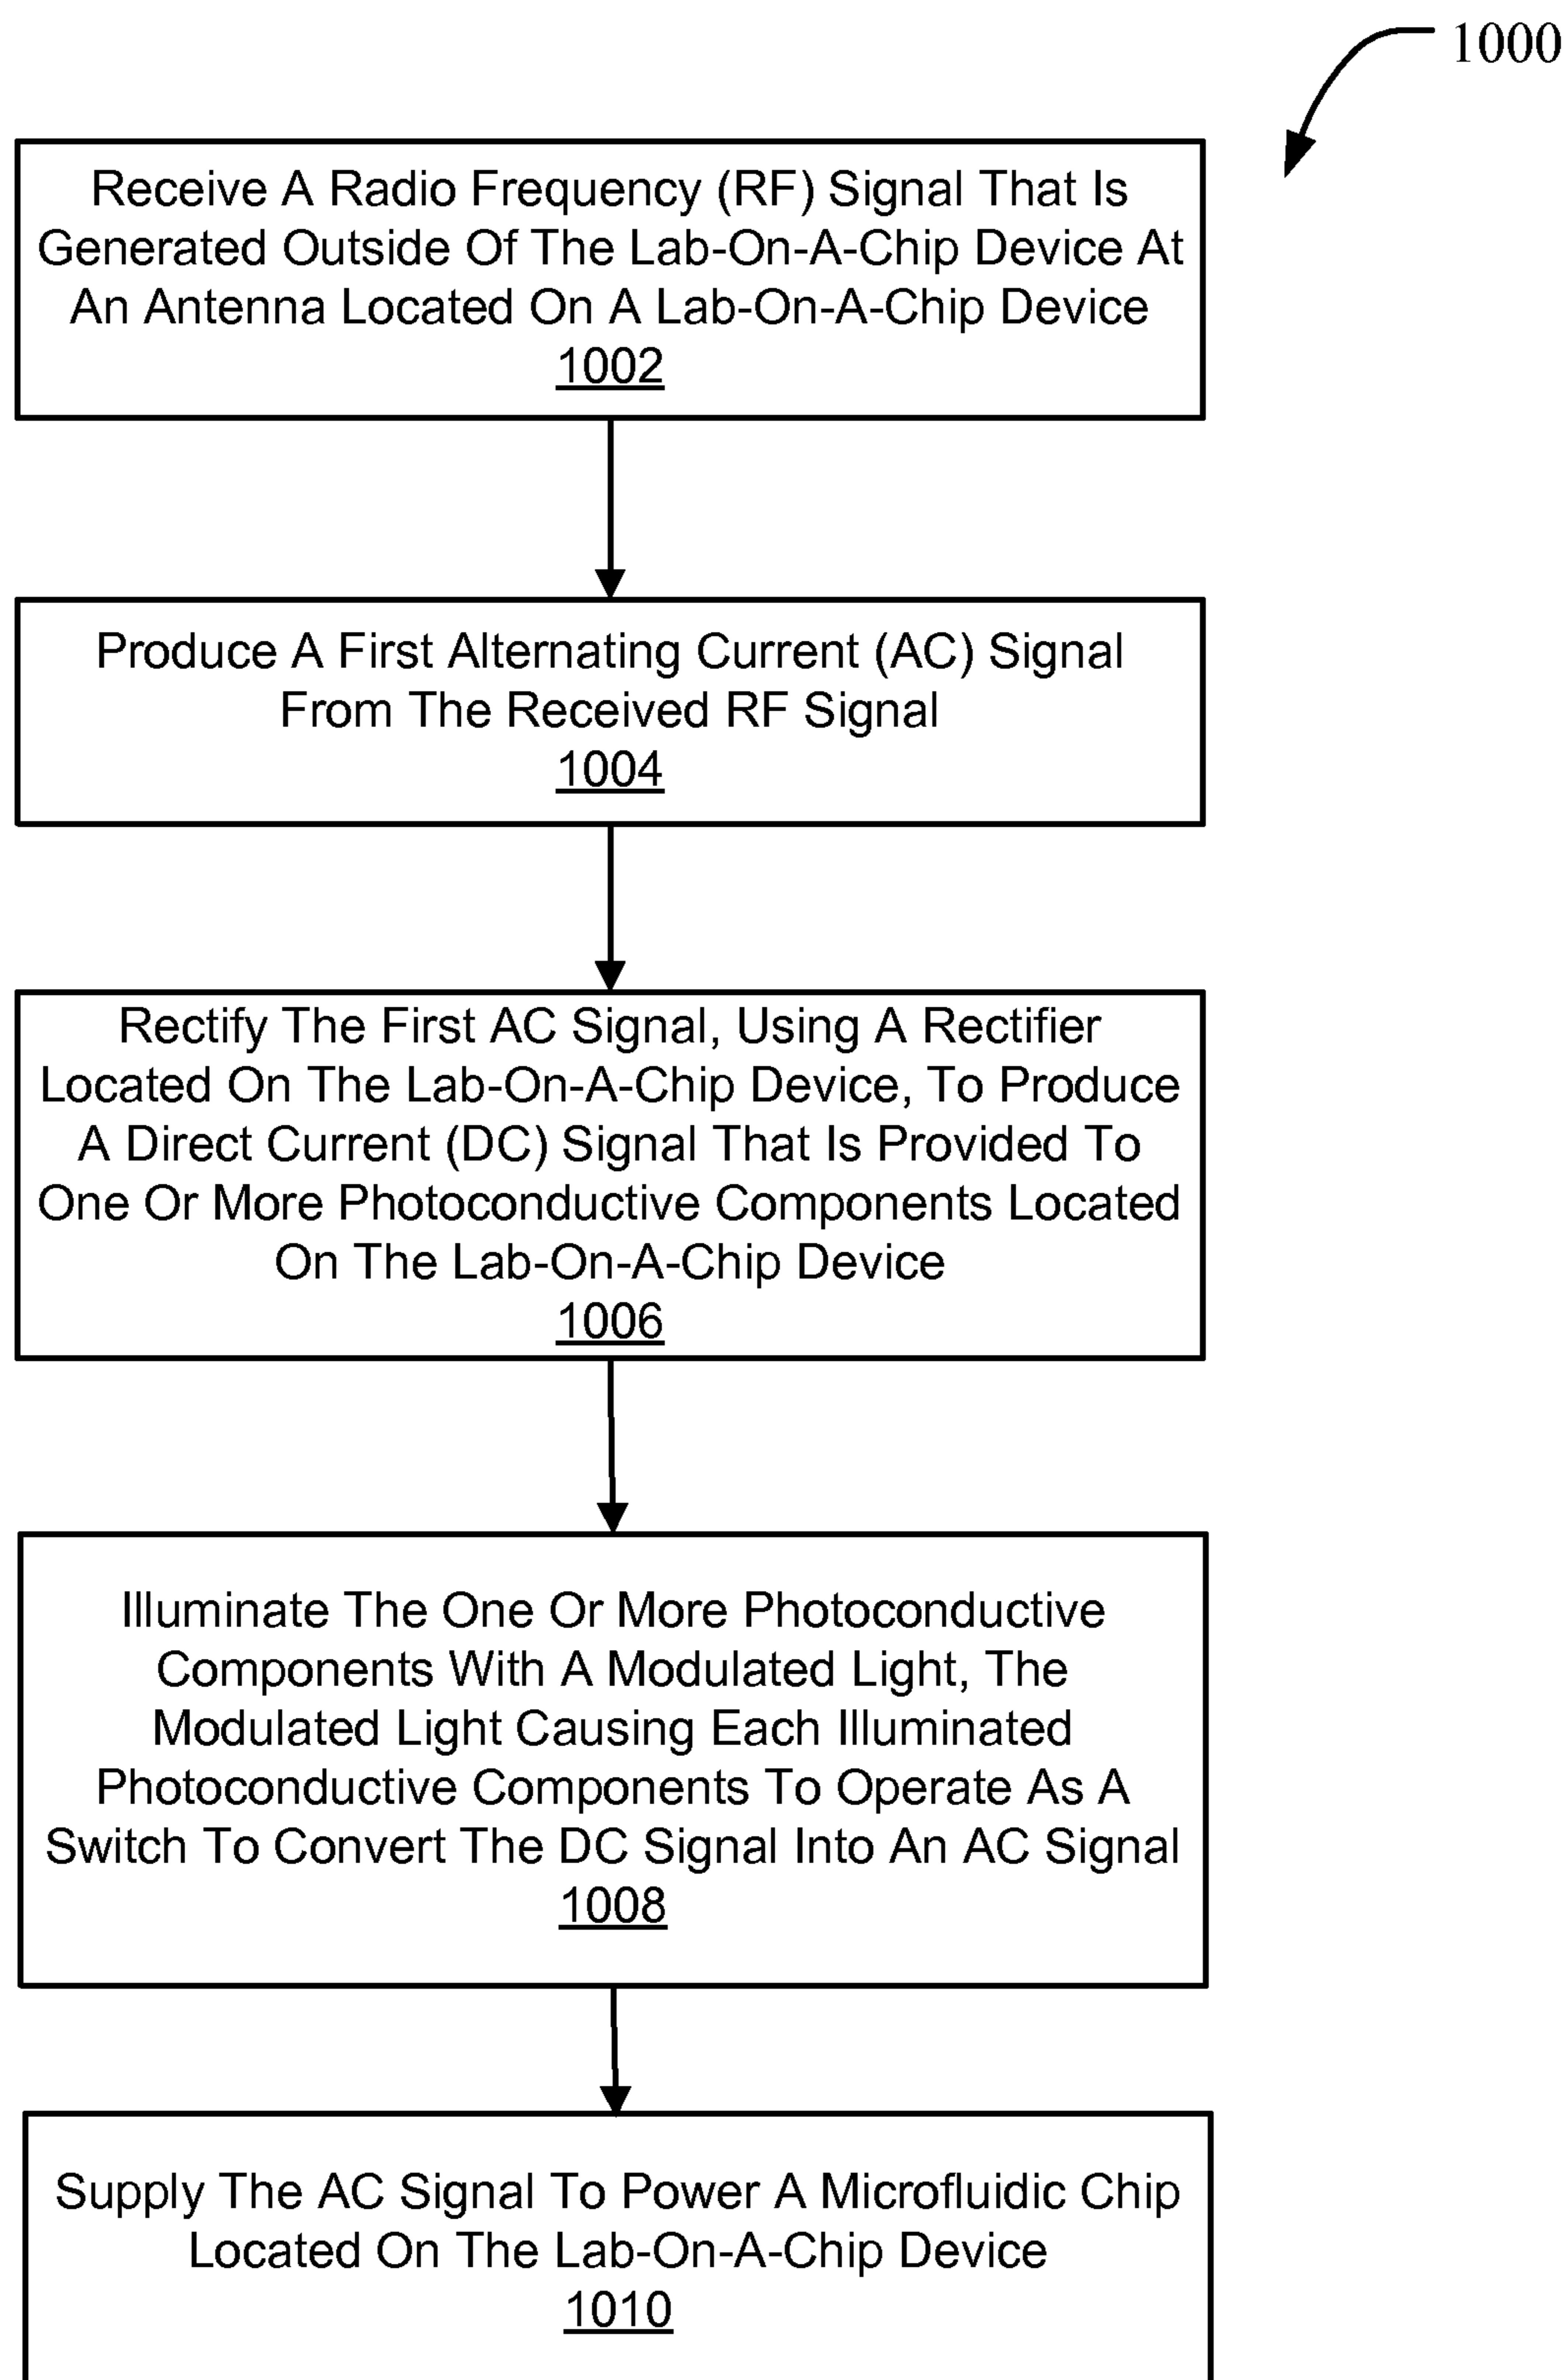 1000
Receive A Radio Frequency (RF) Signal That Is
Generated Outside Of The Lab-On-A-Chip Device At
An Antenna Located On A Lab-On-A-Chip Device
1002
Produce A First Alternating Current (AC) Signal
From The Received RF Signal
1004
Rectify The First AC Signal, Using A Rectifier
Located On The Lab-On-A-Chip Device, To Produce
A Direct Current (DC) Signal That Is Provided To
One Or More Photoconductive Components Located
On The Lab-On-A-Chip Device
1006
Illuminate The One Or More Photoconductive
Components With A Modulated Light, The
Modulated Light Causing Each Illuminated
Photoconductive Components To Operate As A
Switch To Convert The DC Signal Into An AC Signal
1008
Supply The AC Signal To Power A Microfluidic Chip
Located On The Lab-On-A-Chip Device
1010